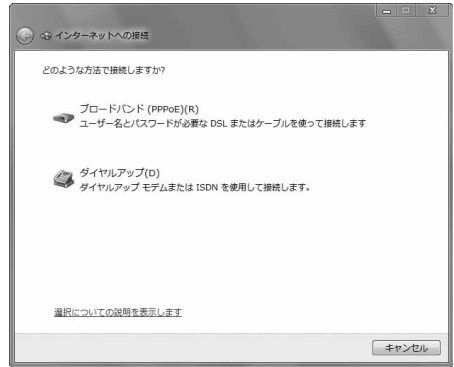 インターネットへの接続
どのような方法で接続しますか?
ブロードバンド (PPPoE)(R)
ユーザー名とパスワードが必要な DSL またはケーブルを使って接続します
ダイヤルアップ(D)
ダイヤルアップ モデムまたは ISDN を使用して接続します。
選択についての説明を表示します
キャンセル